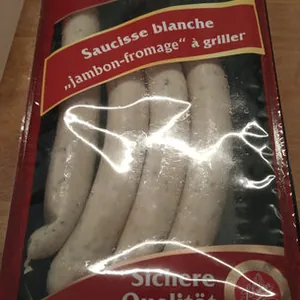 Saucisse blanche
„jambon-fromage“ à griller
Sichere
Qualität